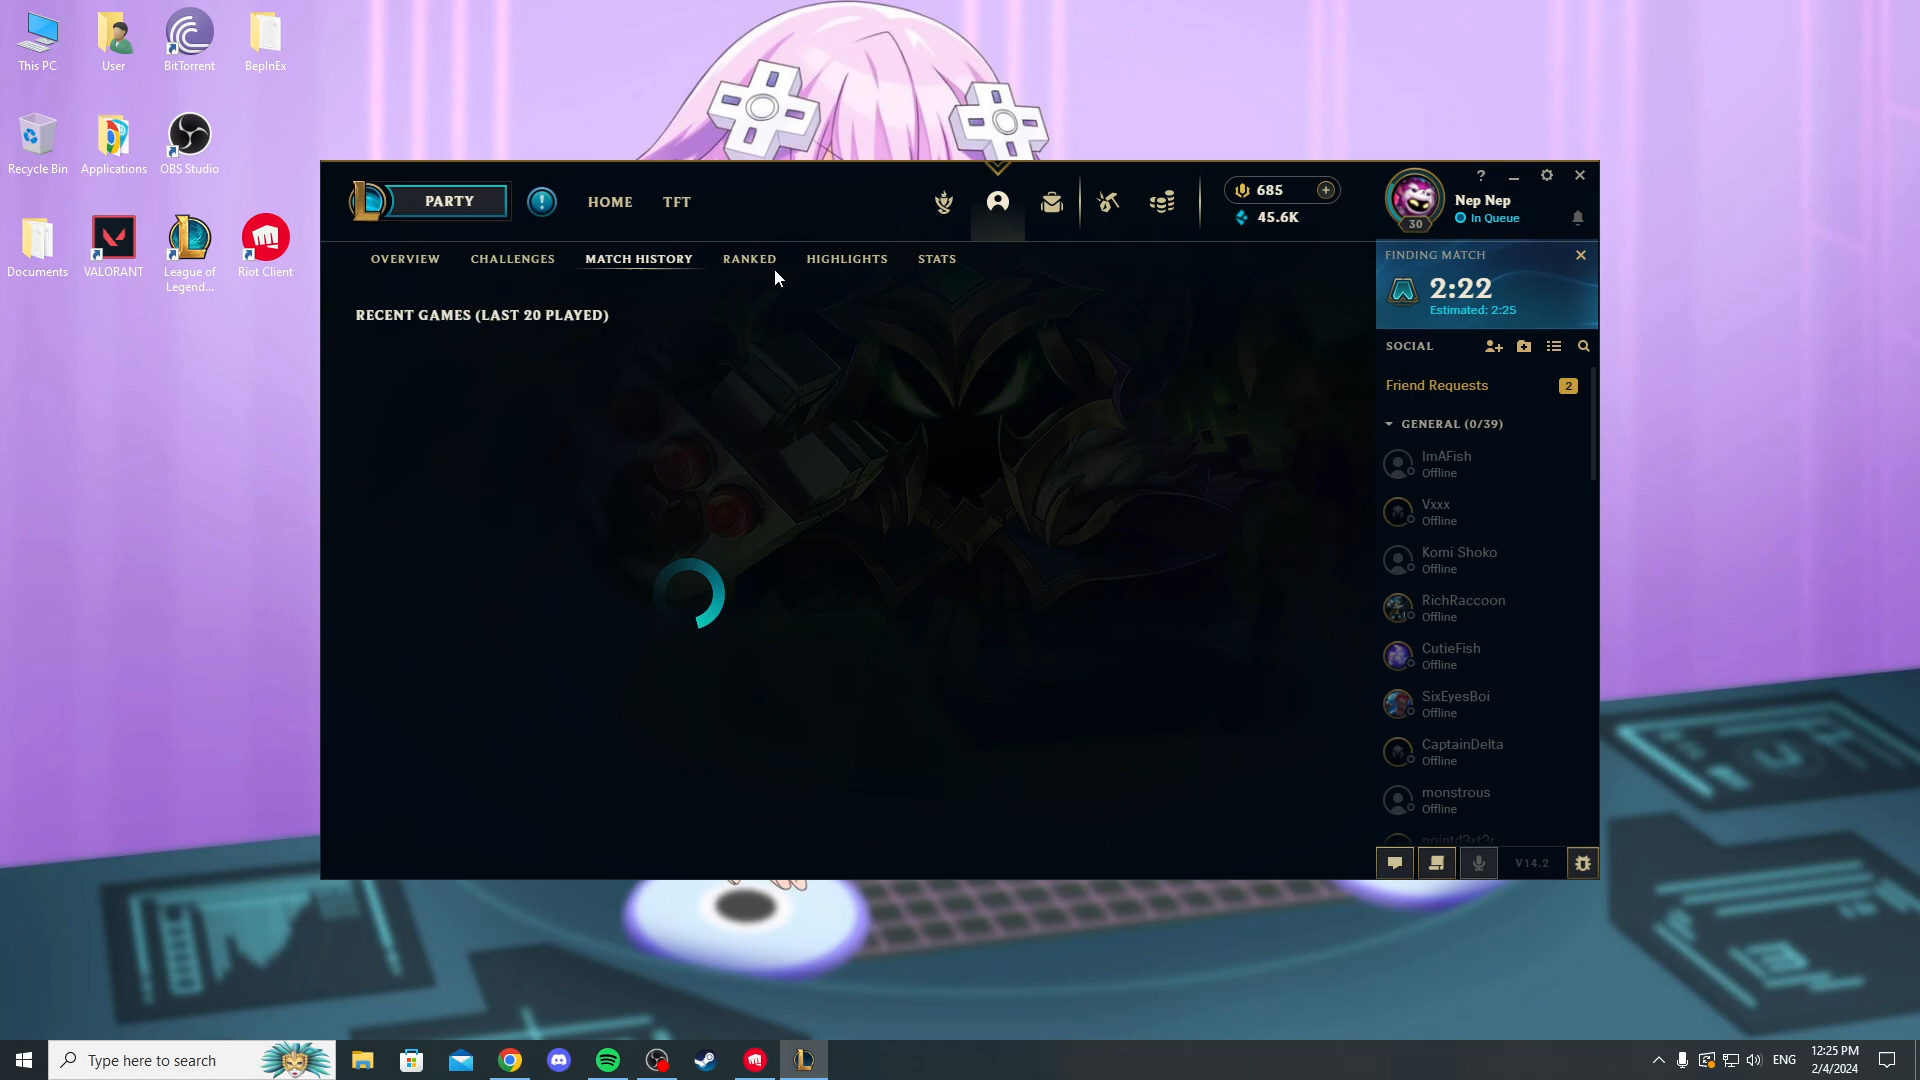 This PC
User
BitTorrent
BepInEx
Recycle Bin
Applications
OBS Studio
Documents
VALORANT
League of
Legend...
Riot Client
PARTY
HOME
TFT
685
45.6K
30
Nep Nep
In Queue
OVERVIEW
CHALLENGES
MATCH HISTORY
RANKED
HIGHLIGHTS
STATS
RECENT GAMES (LAST 20 PLAYED)
FINDING MATCH
2:22
Estimated: 2:25
SOCIAL
Friend Requests
2
GENERAL (0/39)
ImAFish
Offline
Vxxx
Offline
Komi Shoko
Offline
RichRaccoon
Offline
CutieFish
Offline
SixEyesBoi
Offline
CaptainDelta
Offline
monstrous
Offline
V14.2
Type here to search
ENG
12:25 PM
2/4/2024